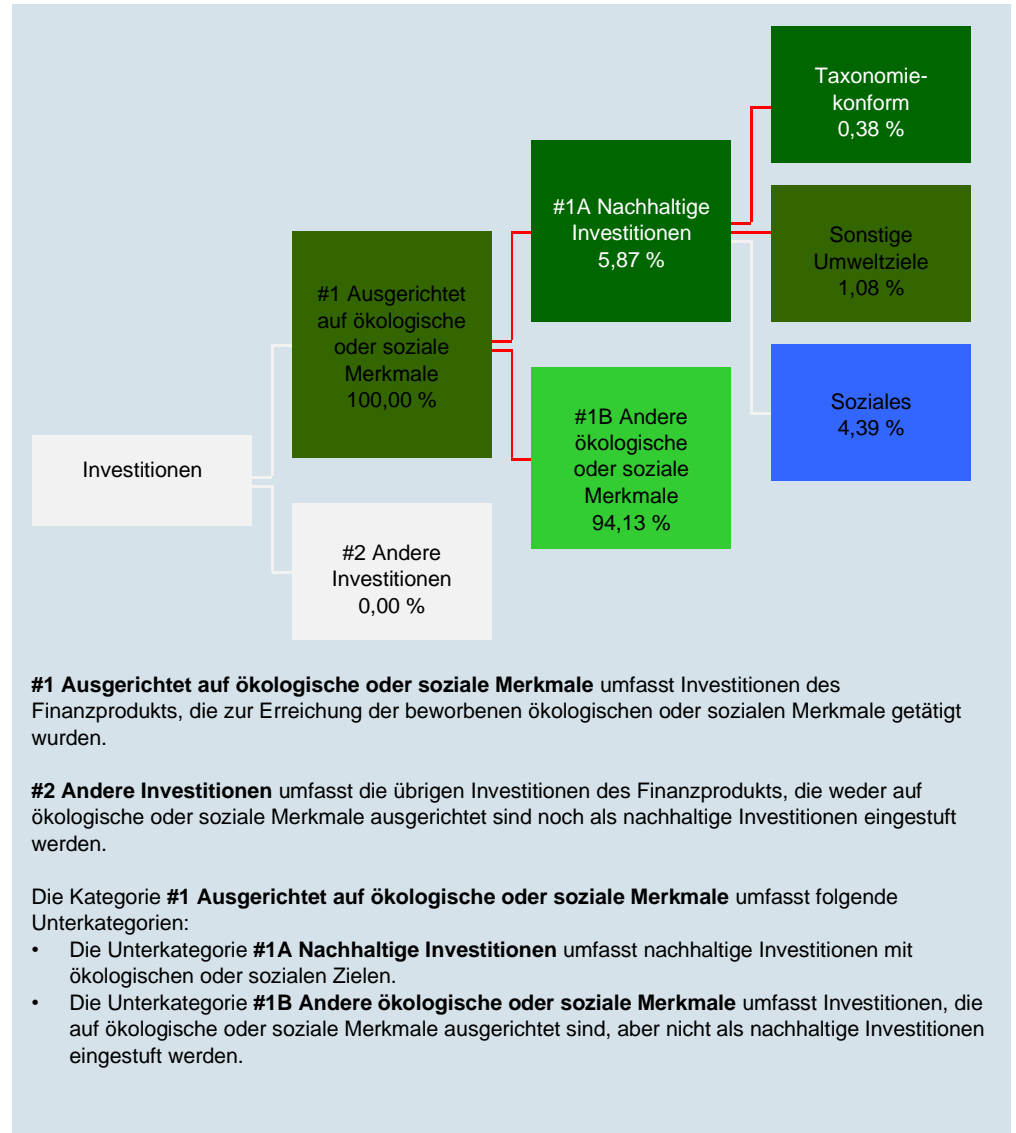 Taxonomie-
konform
0,38 %
#1A Nachhaltige
Investitionen
5,87 %
Sonstige
Umweltziele
1,08 %
#1 Ausgerichtet
auf ökologische
oder soziale
Merkmale
100,00 %
Soziales
4,39 %
#1B Andere
ökologische
oder soziale
Merkmale
94,13 %
Investitionen
#2 Andere
Investitionen
0,00 %
#1 Ausgerichtet auf ökologische oder soziale Merkmale umfasst Investitionen des
Finanzprodukts, die zur Erreichung der beworbenen ökologischen oder sozialen Merkmale getätigt
wurden.
#2 Andere Investitionen umfasst die übrigen Investitionen des Finanzprodukts, die weder auf
ökologische oder soziale Merkmale ausgerichtet sind noch als nachhaltige Investitionen eingestuft
werden.
Die Kategorie #1 Ausgerichtet auf ökologische oder soziale Merkmale umfasst folgende
Unterkategorien:
• Die Unterkategorie #1A Nachhaltige Investitionen umfasst nachhaltige Investitionen mit
ökologischen oder sozialen Zielen.
• Die Unterkategorie #1B Andere ökologische oder soziale Merkmale umfasst Investitionen, die
auf ökologische oder soziale Merkmale ausgerichtet sind, aber nicht als nachhaltige Investitionen
eingestuft werden.